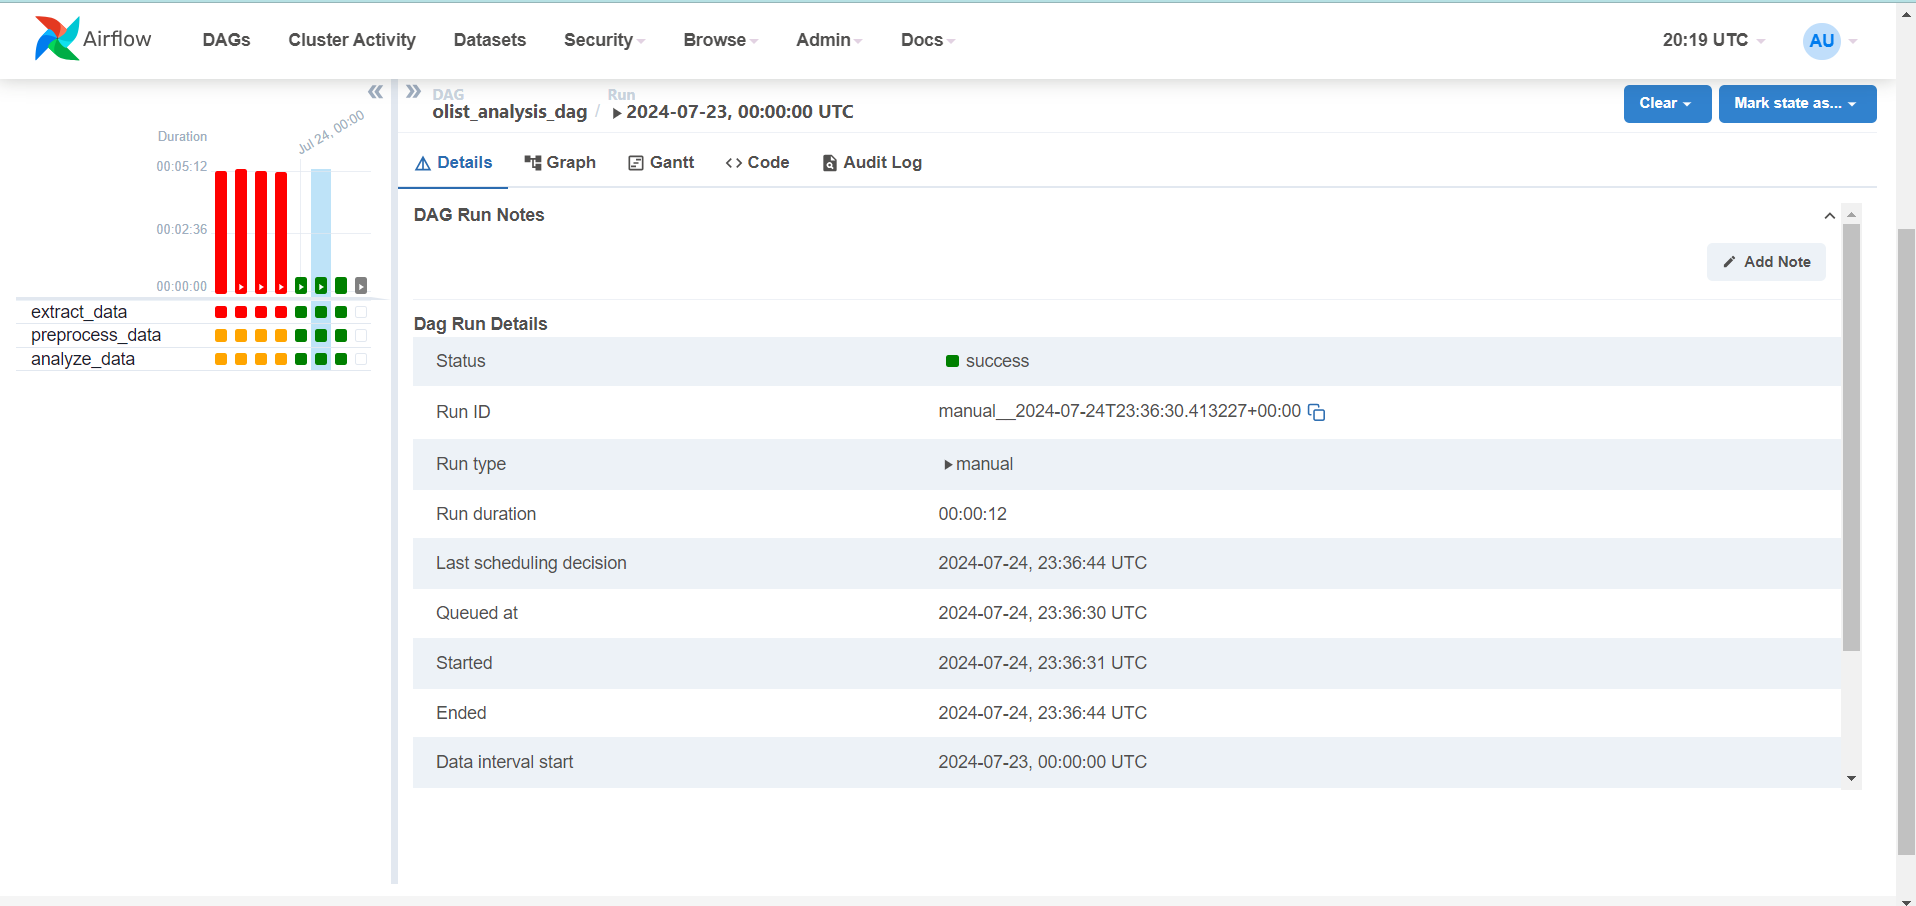 Airflow DAGs Cluster Activity Datasets Security Browse Admin Docs 20:19 UTC AU
DAG Run
olist_analysis_dag / 2024-07-23, 00:00:00 UTC
Clear Mark state as...
Details Graph Gantt Code Audit Log
Jul 24, 00:00
Duration
00:05:12
00:02:36
00:00:00
extract_data
preprocess_data
analyze_data
DAG Run Notes
Add Note
Dag Run Details
Status success
Run ID manual__2024-07-24T23:36:30.413227+00:00
Run type manual
Run duration 00:00:12
Last scheduling decision 2024-07-24, 23:36:44 UTC
Queued at 2024-07-24, 23:36:30 UTC
Started 2024-07-24, 23:36:31 UTC
Ended 2024-07-24, 23:36:44 UTC
Data interval start 2024-07-23, 00:00:00 UTC